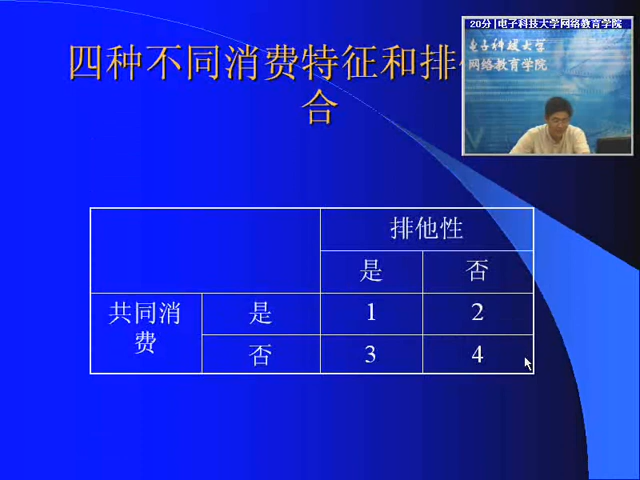 20分|电子科技大学网络教育学院
电子科技大学
网络教育学院
四种不同消费特征和排
合
排他性
是 否
共同消
费
是 1 2
否 3 4